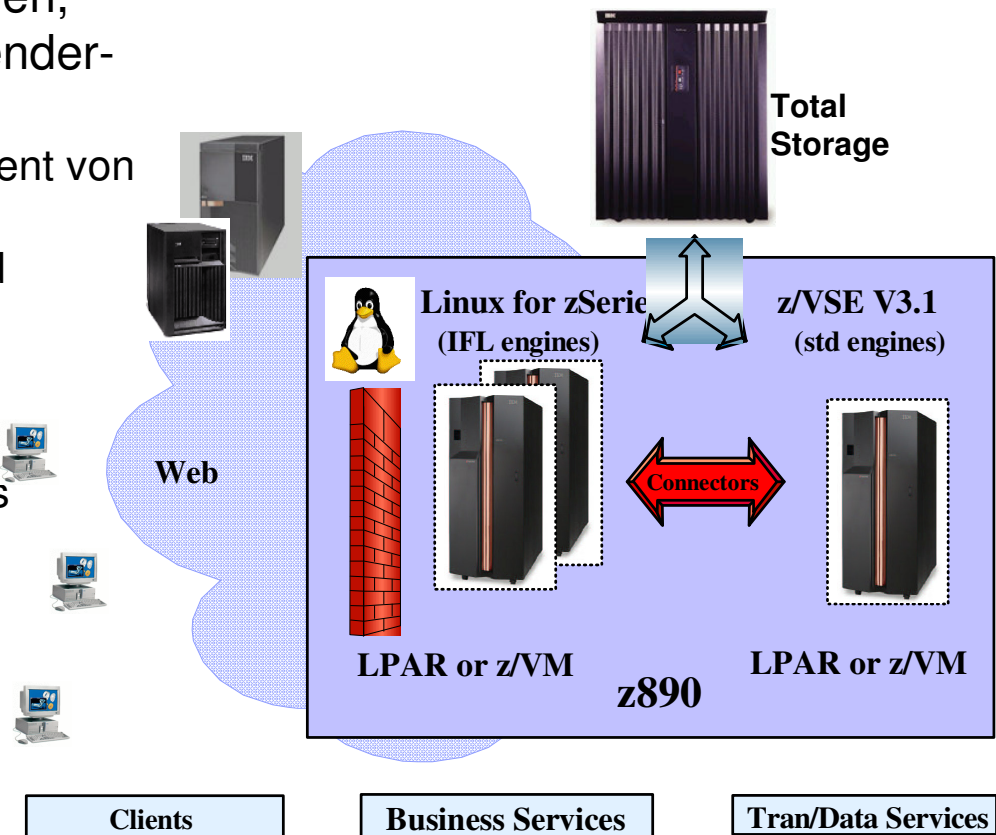 en,
ender-
ent von
Total
Storage
Linux for zSerie
(IFL engines)
z/VSE V3.1
(std engines)
s
Web
Connectors
LPAR or z/VM
LPAR or z/VM
z890
Clients
Business Services
Tran/Data Services